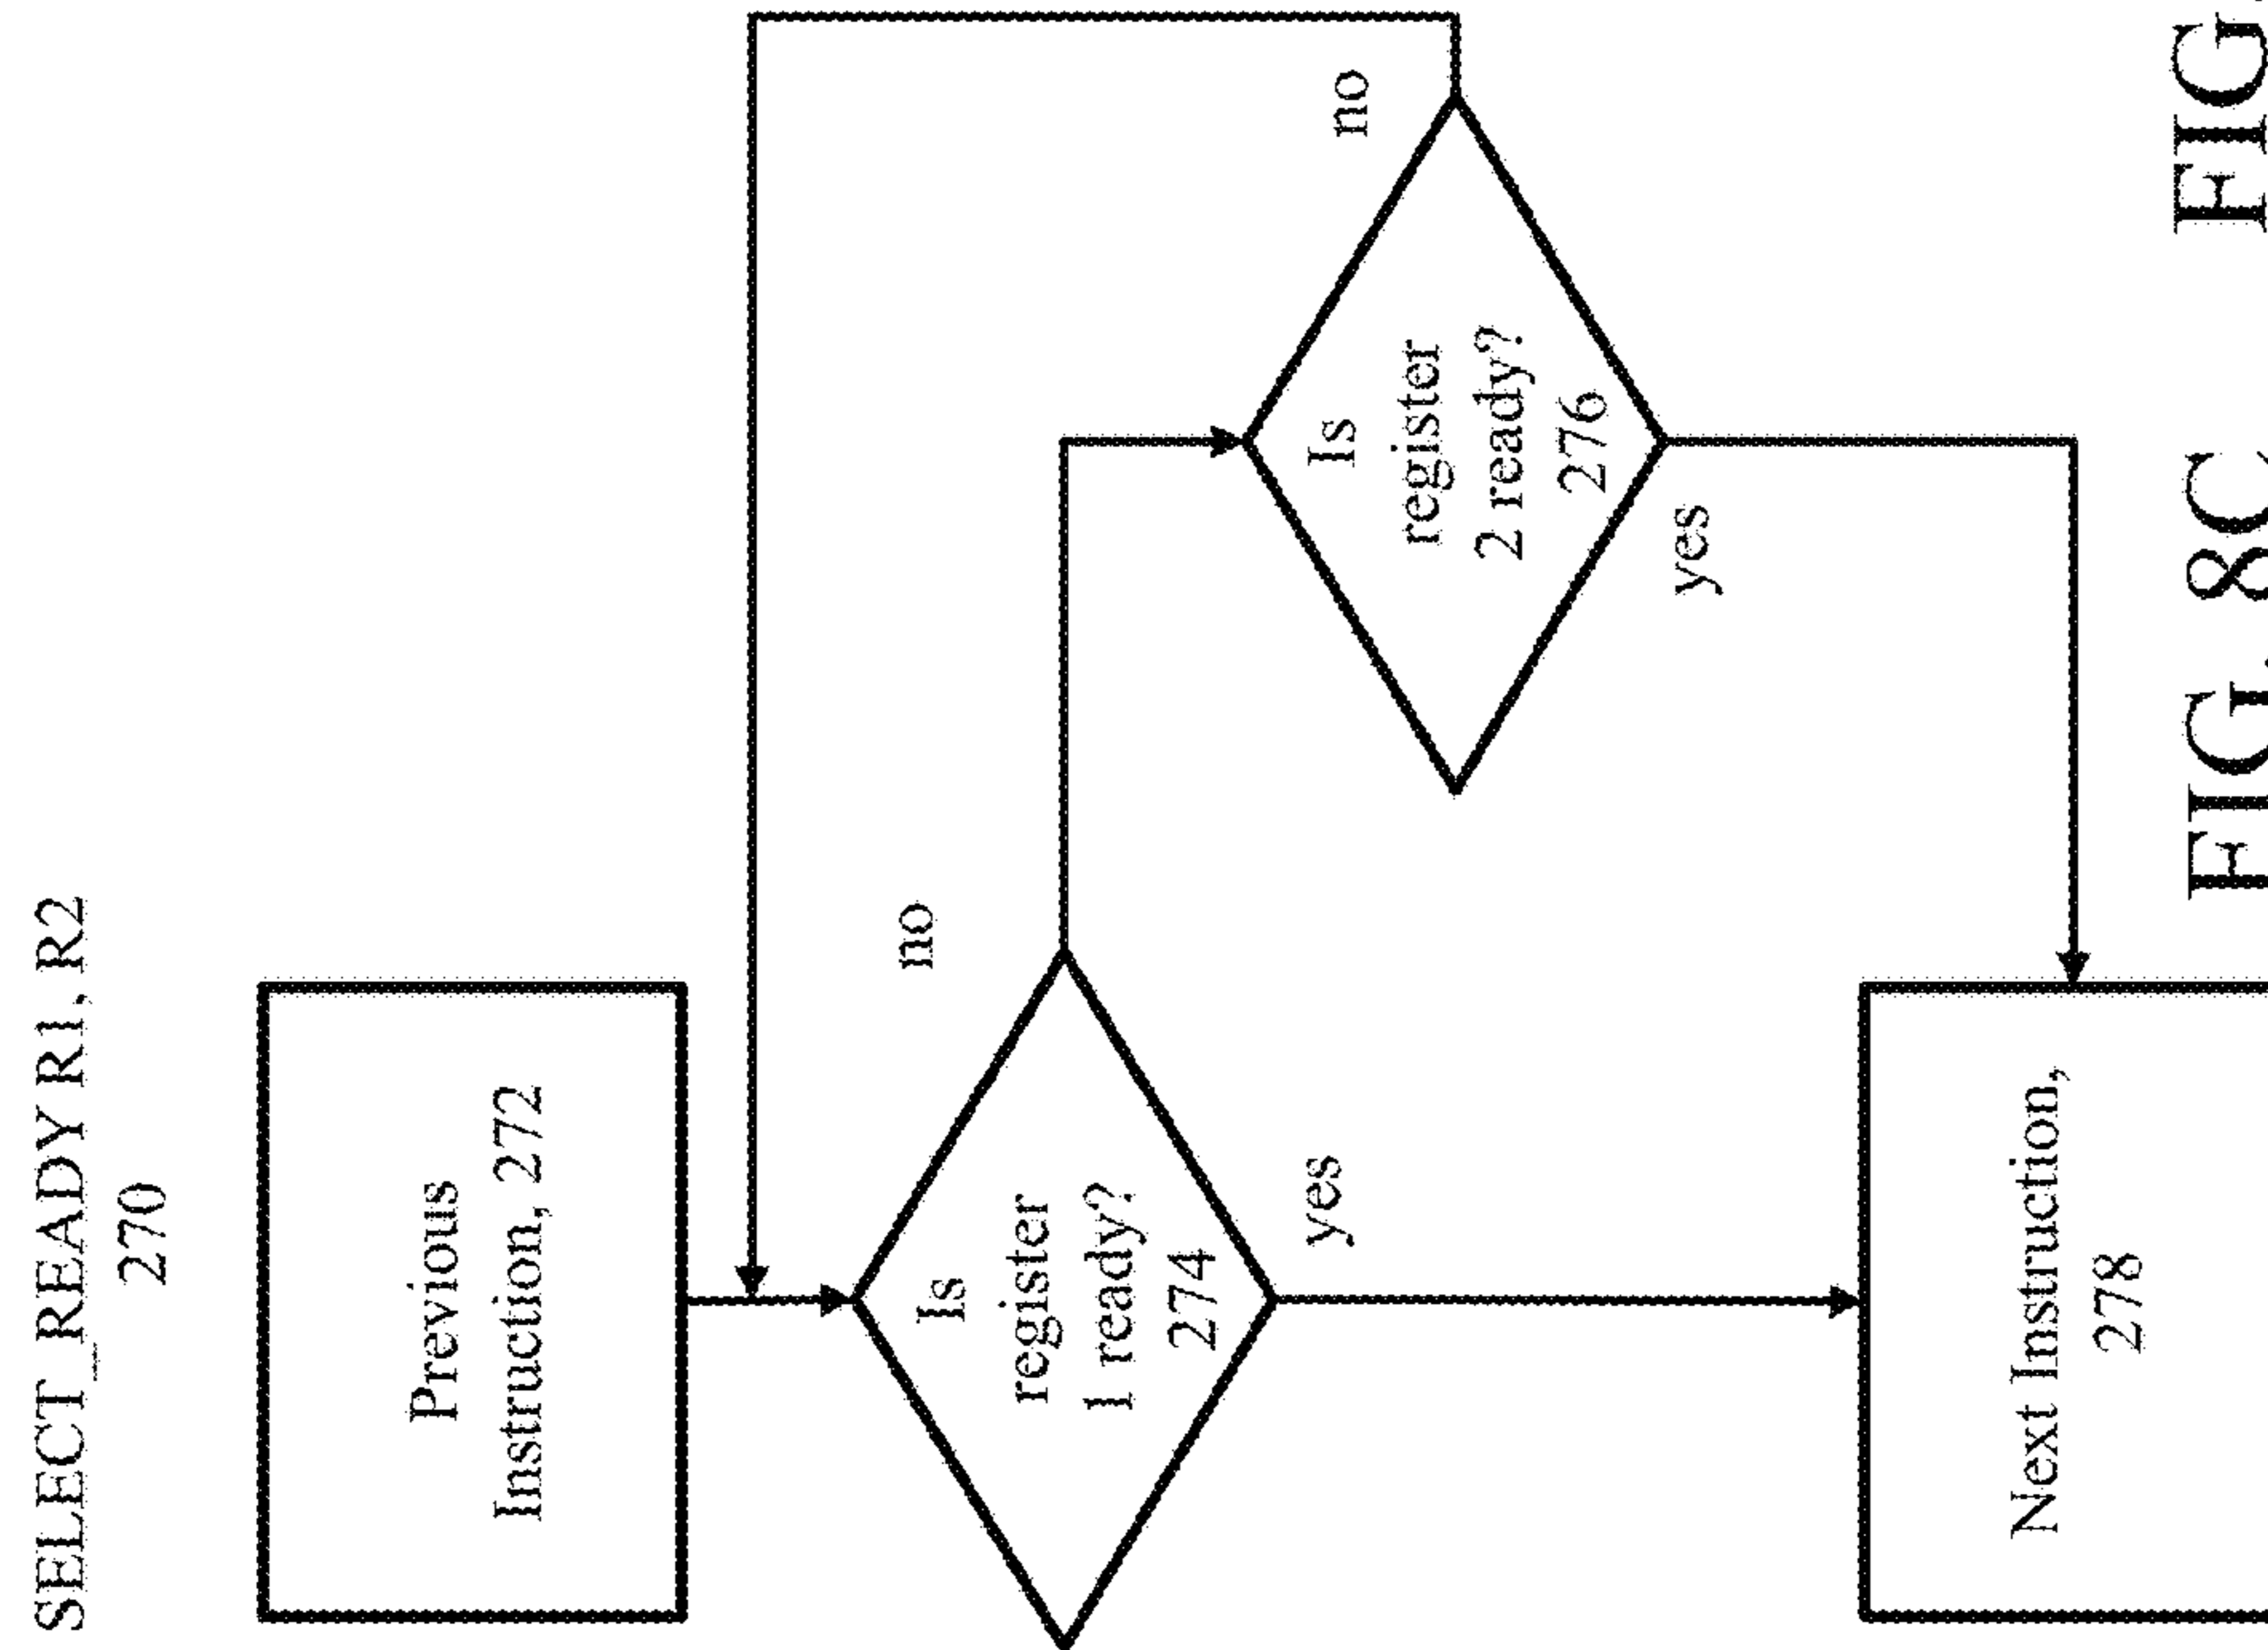 SELECT_READY R1, R2
270
Previous
Instruction, 272
Is
register
1 ready?
274
no
yes
Is
register
2 ready?
276
no
yes
Next Instruction,
278
FIG. 8C
FIG.